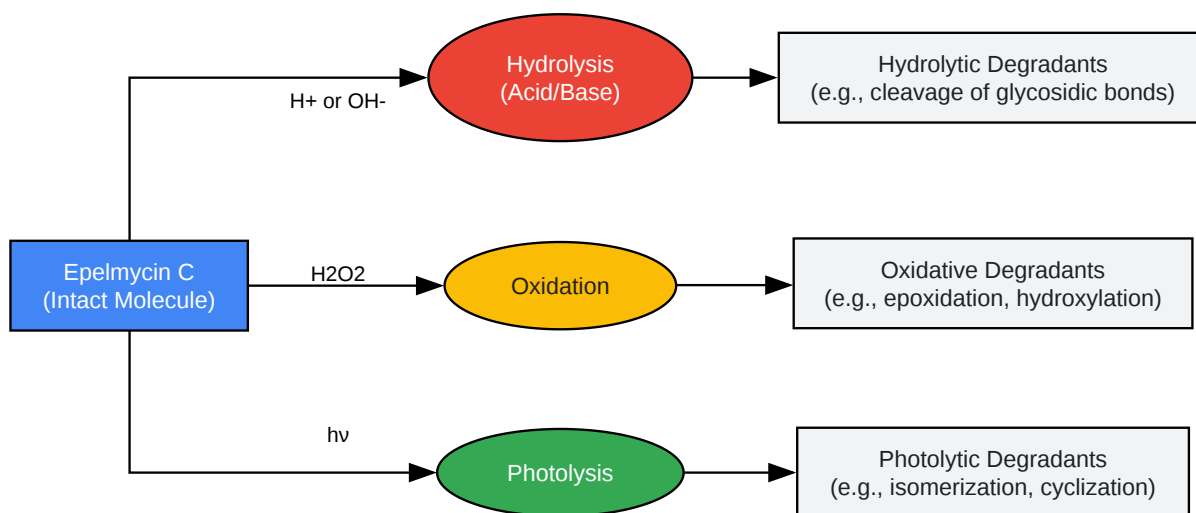 Hydrolysis
(Acid/Base)
Hydrolytic Degradants
(e.g., cleavage of glycosidic bonds)
H+ or OH-
Epelmycin C
(Intact Molecule)
H2O2
Oxidation
Oxidative Degradants
(e.g., epoxidation, hydroxylation)
hν
Photolysis
Photolytic Degradants
(e.g., isomerization, cyclization)